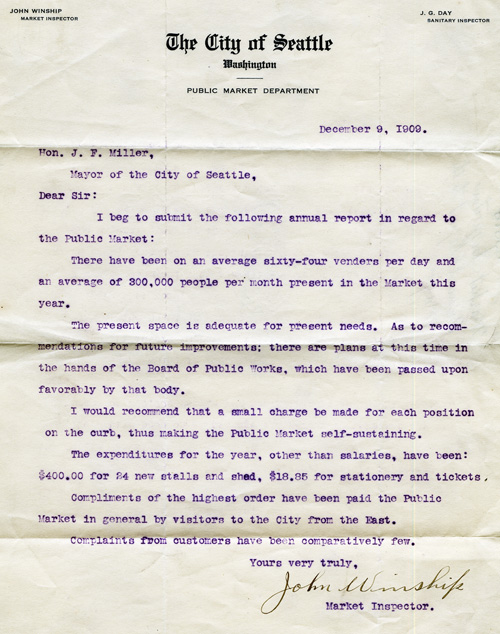 JOHN WINSHIP
MARKET INSPECTOR
J. G. DAY
SANITARY INSPECTOR
The City of Seattle
Washington
PUBLIC MARKET DEPARTMENT
December 9, 1909.
Hon. J. F. Miller,
Mayor of the City of Seattle,
Dear Sir:
I beg to submit the following annual report in regard to
the Public Market:
There have been on an average sixty-four venders per day and
an average of 300,000 people per month present in the Market this
year.
The present space is adequate for present needs. As to recom-
mendations for future improvements; there are plans at this time in
the hands of the Board of Public Works, which have been passed upon
favorably by that body.
I would recommend that a small charge be made for each position
on the curb, thus making the Public Market self-sustaining.
The expenditures for the year, other than salaries, have been:
$400.00 for 24 new stalls and shed, $18.85 for stationery and tickets.
Compliments of the highest order have been paid the Public
Market in general by visitors to the City from the East.
Complaints from customers have been comparatively few.
Yours very truly,
John Winship
Market Inspector.